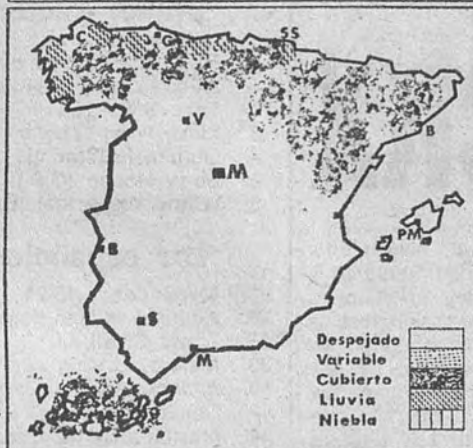 C
G
SS
V
B
M
PM
B
S
M
Despejado
Variable
Cubierto
Lluvia
Niebla